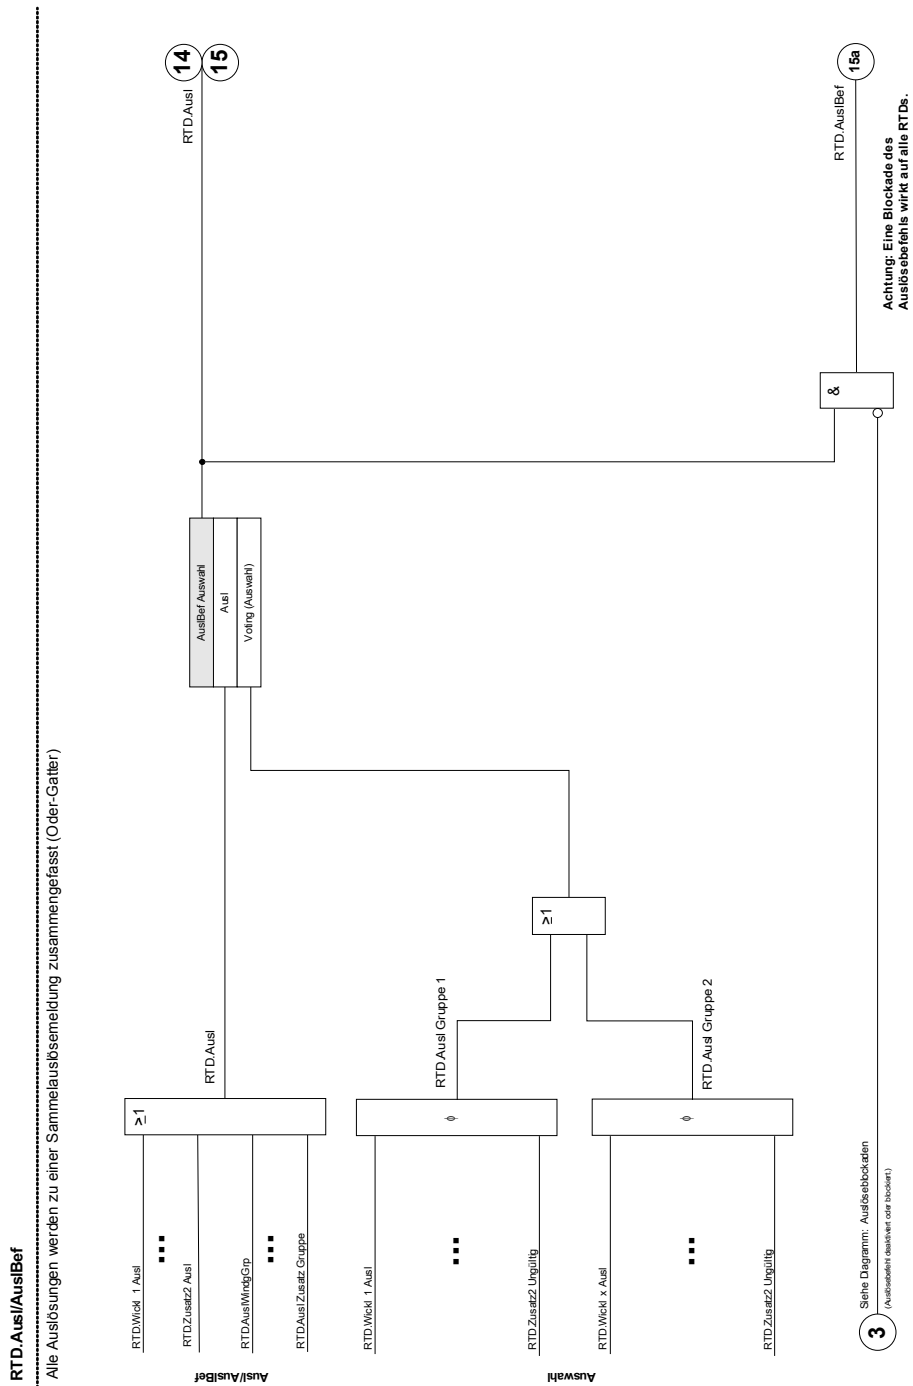 RTD.Ausl/AuslBef
Alle Auslösungen werden zu einer Sammelauslösemeldung zusammengefasst (Oder-Gatter)
Ausl/AuslBef
RTD.Wickl 1 Ausl
RTD.Zusatz2 Ausl
RTD.AuslWindgGrp
RTD.Ausl Zusatz Gruppe
≥1
RTD.Ausl
AuslBef Auswahl
Ausl
Voting (Auswahl)
RTD.Ausl
14
15
Auswahl
RTD.Wickl 1 Ausl
RTD.Zusatz2 Ungültig
φ
RTD.Ausl Gruppe 1
RTD.Wickl x Ausl
RTD.Zusatz2 Ungültig
φ
RTD.Ausl Gruppe 2
≥1
3
Siehe Diagramm: Auslöseblockaden
(Auslösebefehl deaktiviert oder blockiert.)
&
RTD.AuslBef
15a
Achtung: Eine Blockade des
Auslösebefehls wirkt auf alle RTDs.